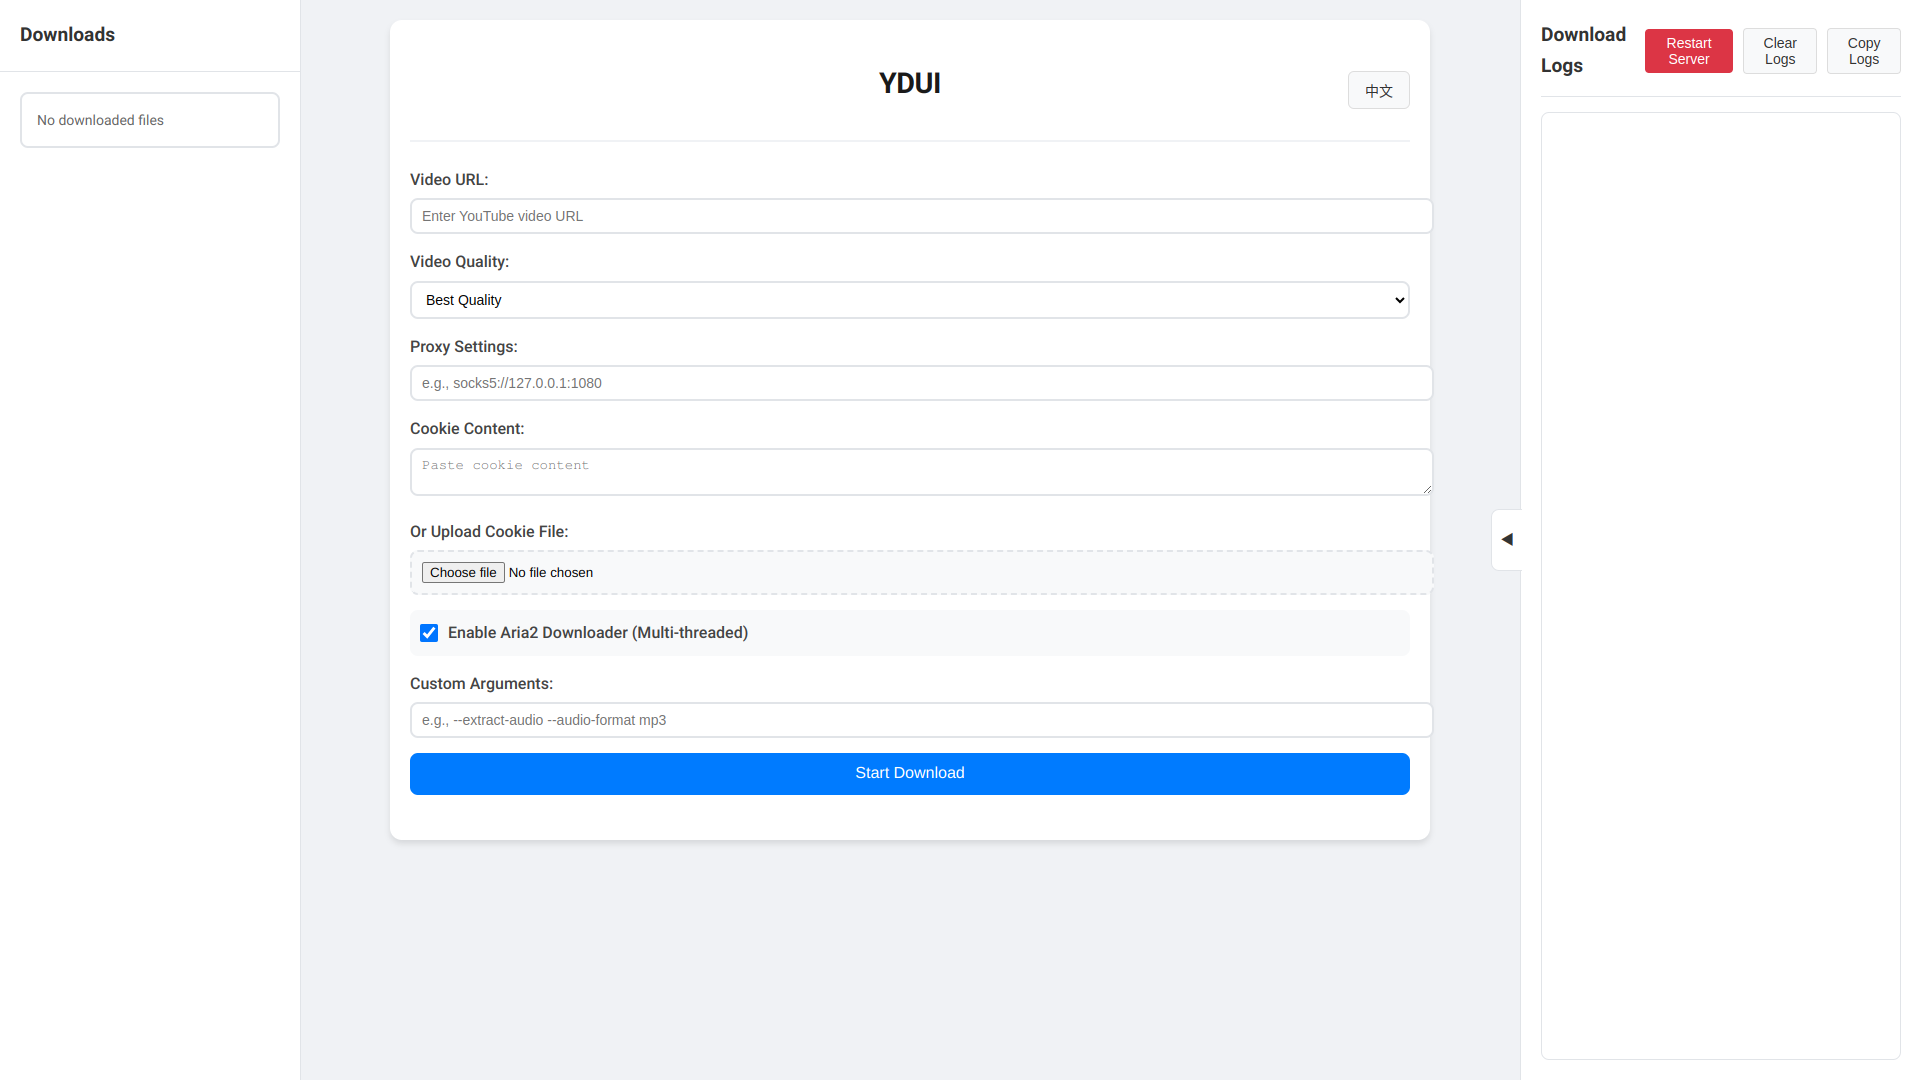 Downloads
No downloaded files
YDUI
中文
Video URL:
Enter YouTube video URL
Video Quality:
Best Quality
Proxy Settings:
e.g., socks5://127.0.0.1:1080
Cookie Content:
Paste cookie content
Or Upload Cookie File:
Choose file No file chosen
Enable Aria2 Downloader (Multi-threaded)
Custom Arguments:
e.g., --extract-audio --audio-format mp3
Start Download
◀
Download
Logs
Restart
Server
Clear
Logs
Copy
Logs